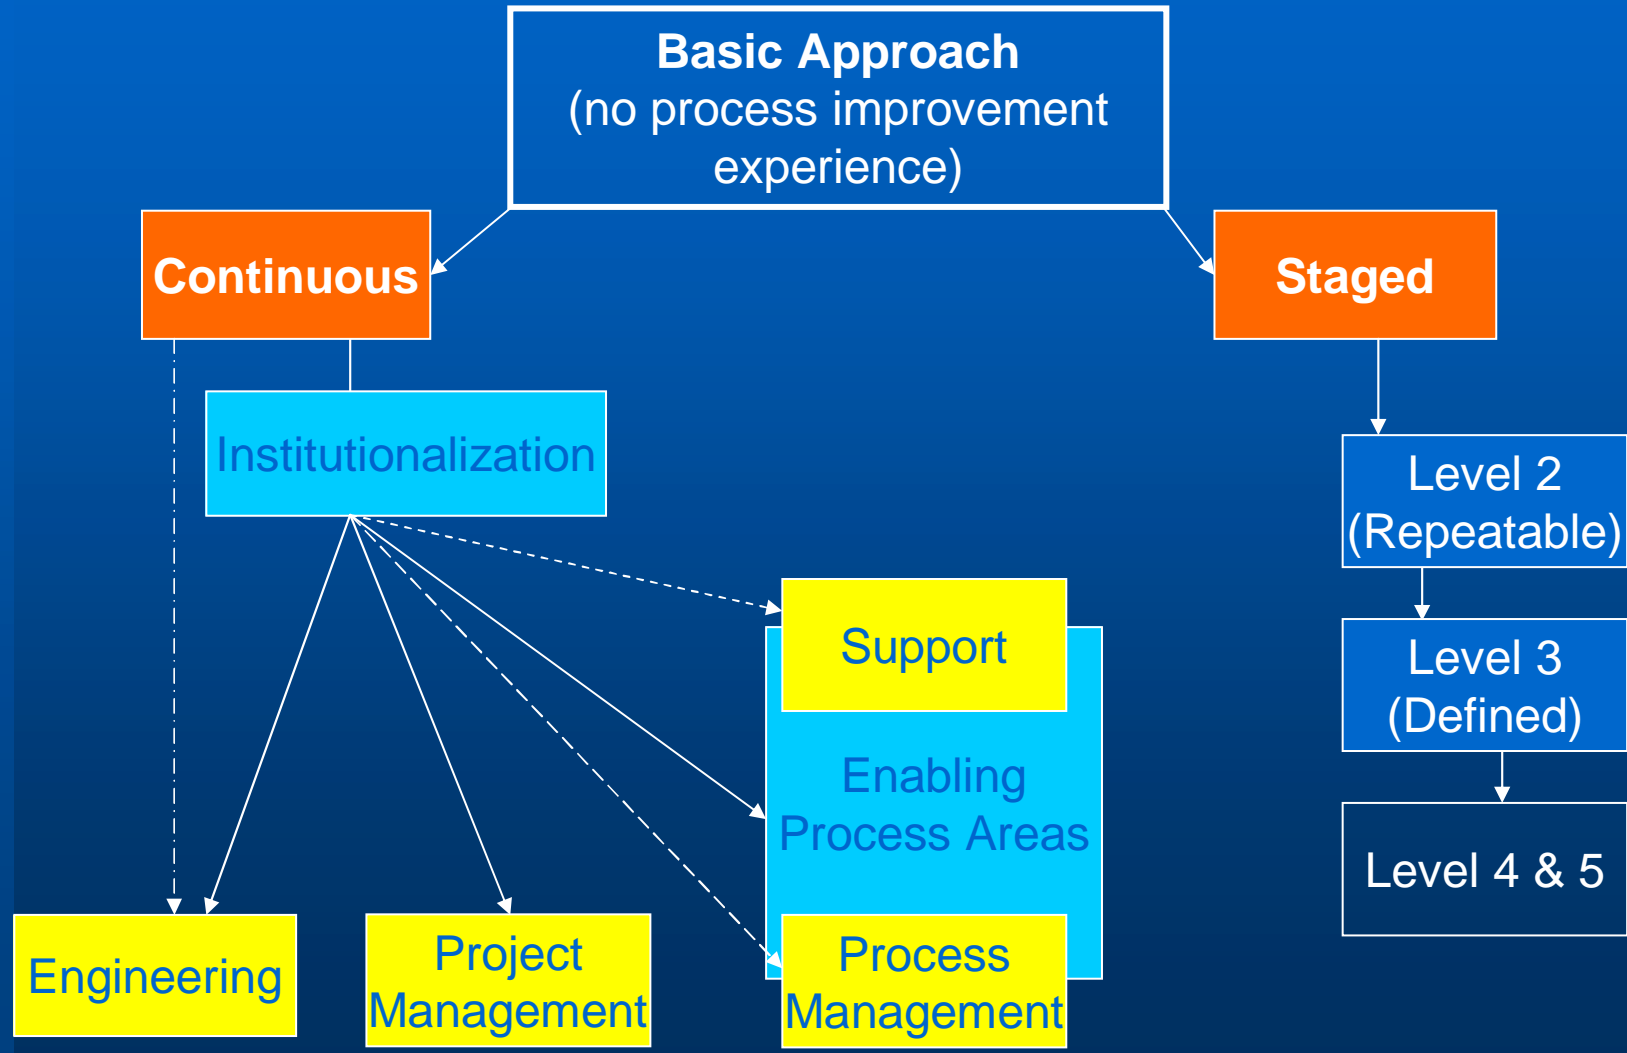 Basic Approach
(no process improvement
experience)
Continuous
Staged
Institutionalization
Level 2
(Repeatable)
Support
Level 3
(Defined)
Enabling
Process Areas
Level 4 & 5
Engineering
Project
Management
Process
Management